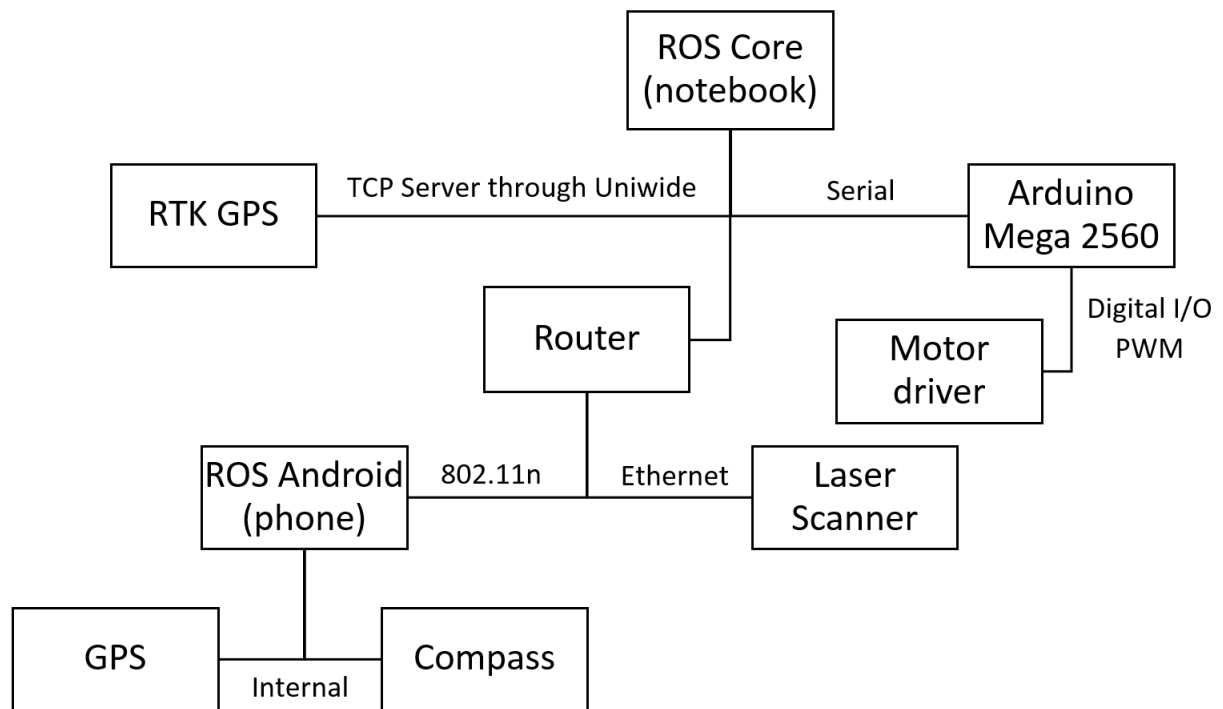 ROS Core
(notebook)
TCP Server through Uniwide
Serial
RTK GPS
Arduino
Mega 2560
Router
Digital I/O
PWM
Motor
driver
ROS Android
(phone)
802.11n
Ethernet
Laser
Scanner
GPS
Internal
Compass